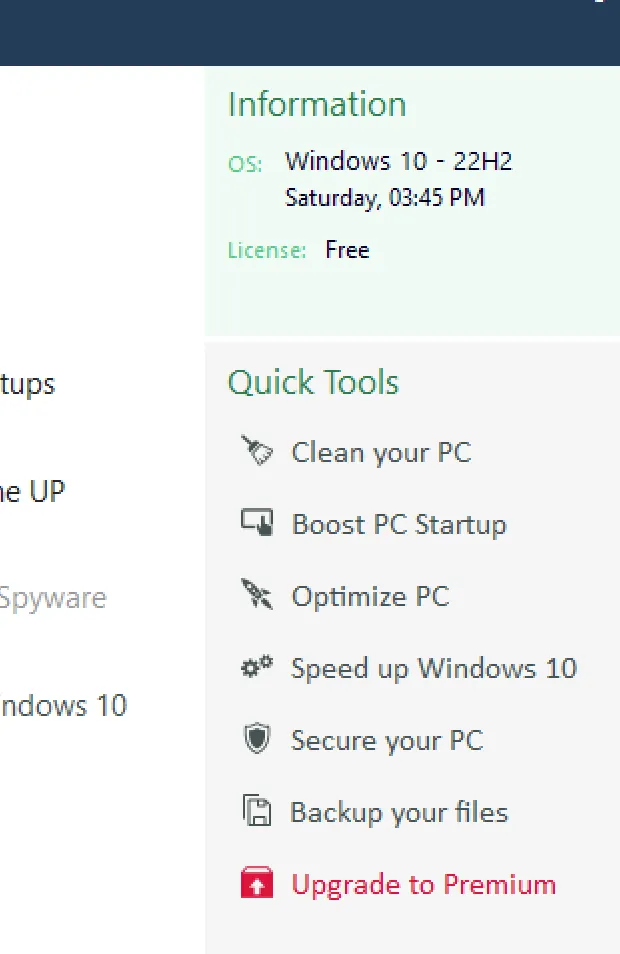 Information
OS: Windows 10 - 22H2
Saturday, 03:45 PM
License: Free
tups
ne UP
Spyware
ndows 10
Quick Tools
Clean your PC
Boost PC Startup
Optimize PC
Speed up Windows 10
Secure your PC
Backup your files
Upgrade to Premium